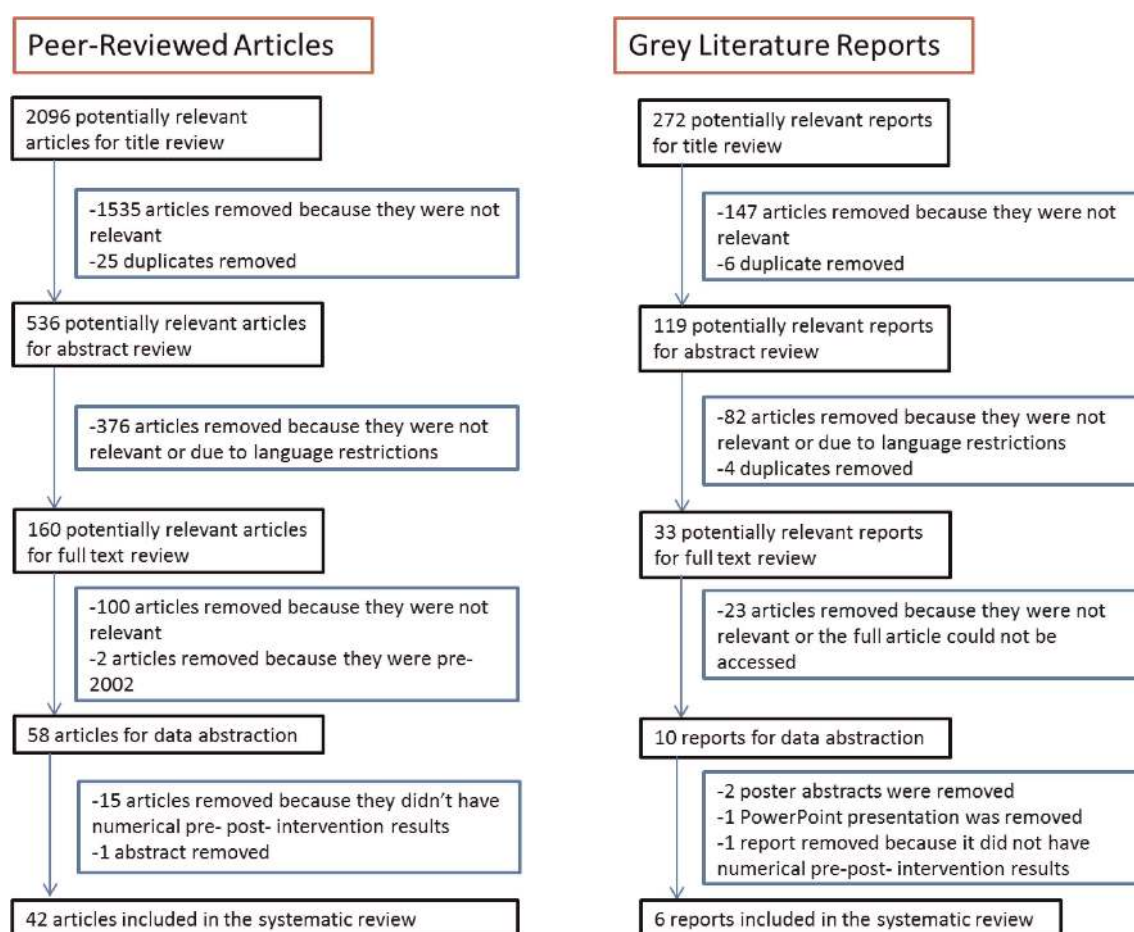 Peer-Reviewed Articles
2096 potentially relevant
articles for title review
-1535 articles removed because they were not
relevant
-25 duplicates removed
536 potentially relevant articles
for abstract review
-376 articles removed because they were not
relevant or due to language restrictions
160 potentially relevant articles
for full text review
-100 articles removed because they were not
relevant
-2 articles removed because they were pre-
2002
58 articles for data abstraction
-15 articles removed because they didn't have
numerical pre- post- intervention results
-1 abstract removed
42 articles included in the systematic review
Grey Literature Reports
272 potentially relevant reports
for title review
-147 articles removed because they were not
relevant
-6 duplicate removed
119 potentially relevant reports
for abstract review
-82 articles removed because they were not
relevant or due to language restrictions
-4 duplicates removed
33 potentially relevant reports
for full text review
-23 articles removed because they were not
relevant or the full article could not be
accessed
10 reports for data abstraction
-2 poster abstracts were removed
-1 PowerPoint presentation was removed
-1 report removed because it did not have
numerical pre-post- intervention results
6 reports included in the systematic review